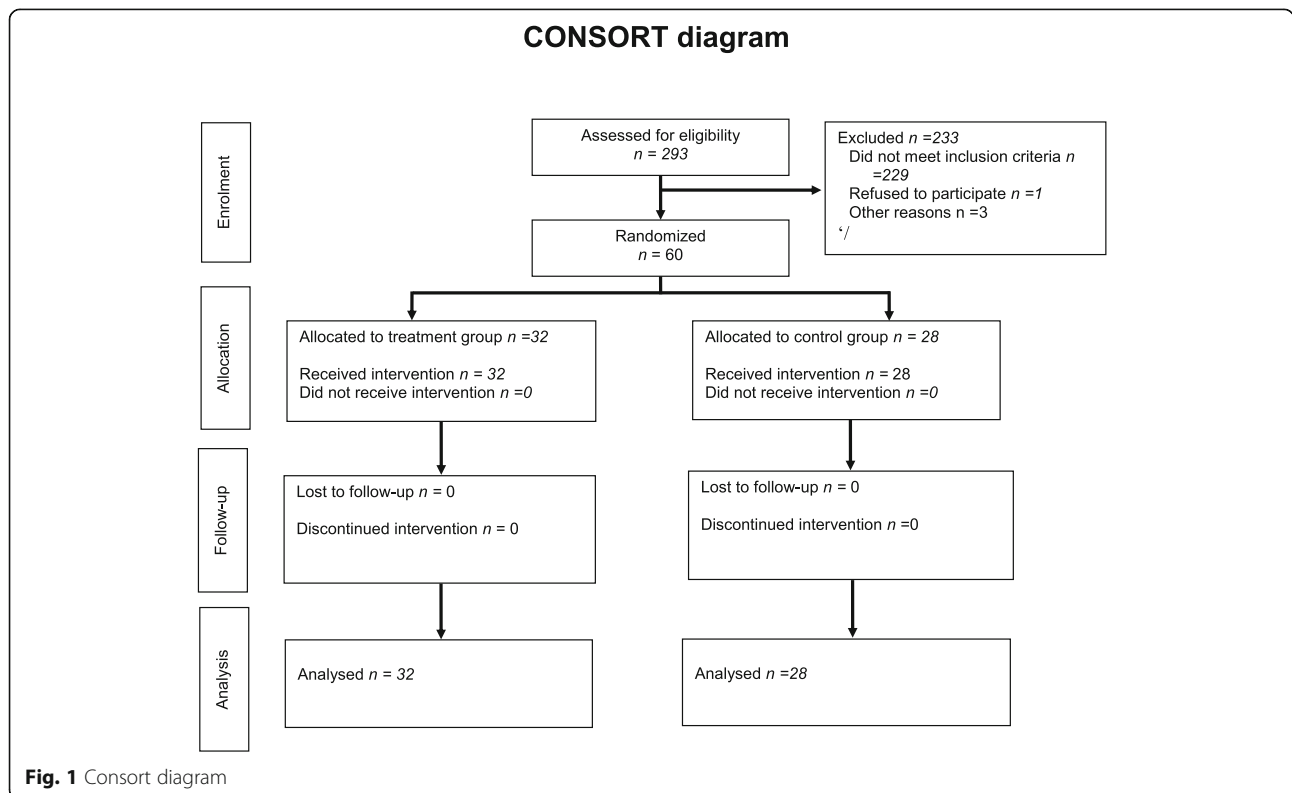 CONSORT diagram
Enrolment
Assessed for eligibility
n = 293
Excluded n =233
Did not meet inclusion criteria n
=229
Refused to participate n =1
Other reasons n =3
‘/
Randomized
n = 60
Allocation
Allocated to treatment group n =32
Received intervention n = 32
Did not receive intervention n =0
Allocated to control group n = 28
Received intervention n = 28
Did not receive intervention n =0
Follow-up
Lost to follow-up n = 0
Discontinued intervention n = 0
Lost to follow-up n = 0
Discontinued intervention n =0
Analysis
Analysed n = 32
Analysed n =28
Fig. 1 Consort diagram